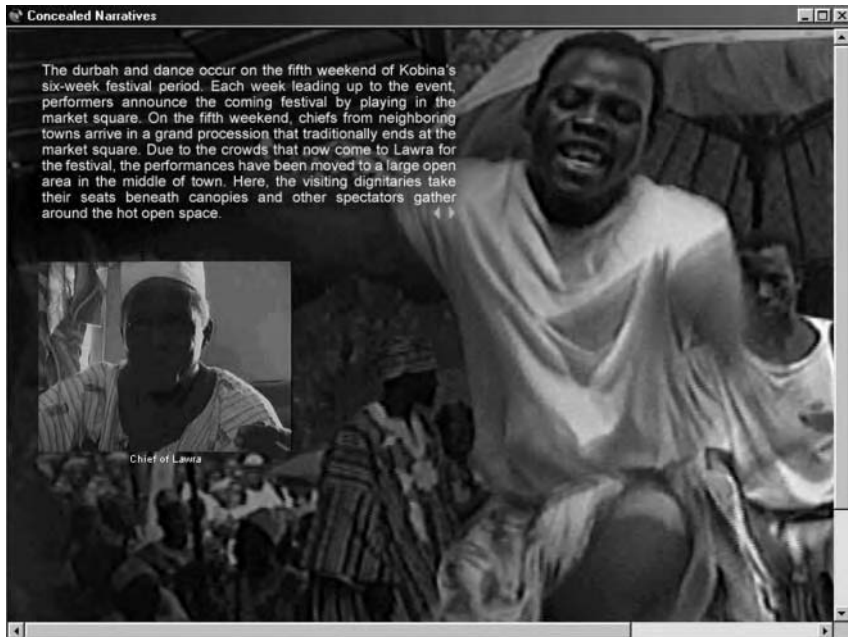 Concealed Narratives
The durbah and dance occur on the fifth weekend of Kobina's
six-week festival period. Each week leading up to the event,
performers announce the coming festival by playing in the
market square. On the fifth weekend, chiefs from neighboring
towns arrive in a grand procession that traditionally ends at the
market square. Due to the crowds that now come to Lawra for
the festival, the performances have been moved to a large open
area in the middle of town. Here, the visiting dignitaries take
their seats beneath canopies and other spectators gather
around the hot open space.
Chief of Lawra